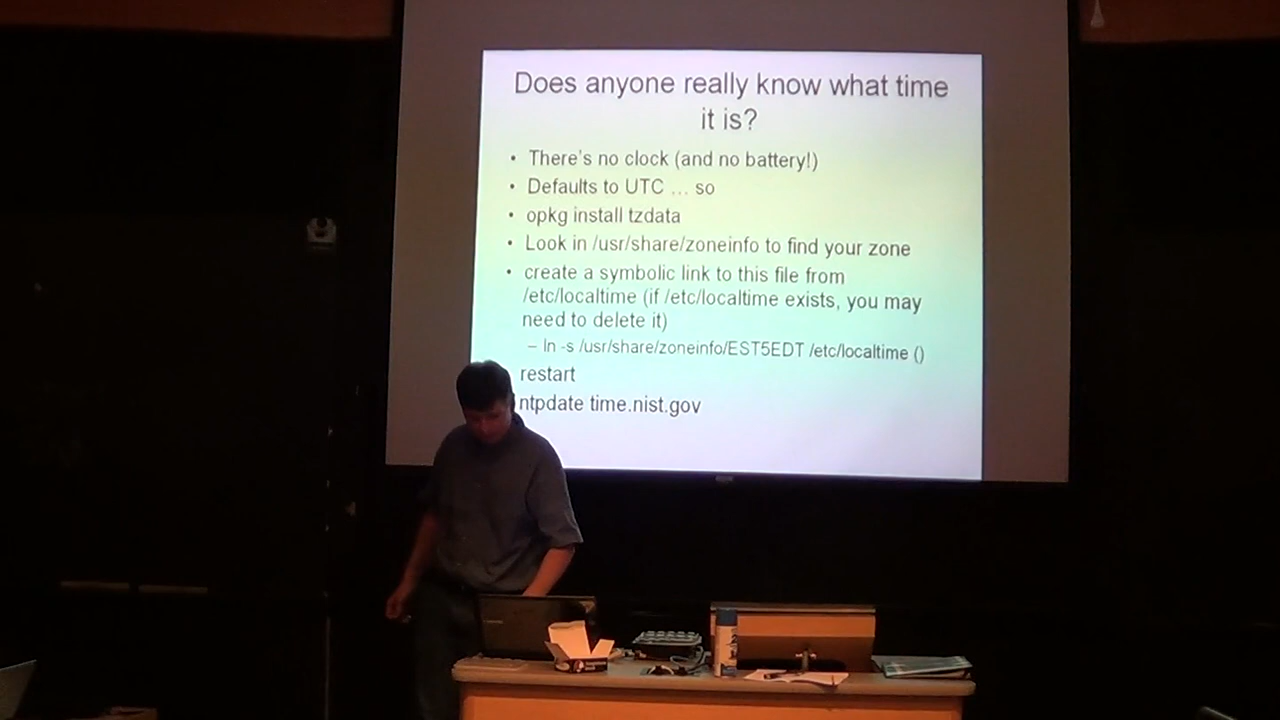 Does anyone really know what time
it is?
• There's no clock (and no battery!)
• Defaults to UTC … so
• opkg install tzdata
• Look in /usr/share/zoneinfo to find your zone
• create a symbolic link to this file from
/etc/localtime (if /etc/localtime exists, you may
need to delete it)
– ln -s /usr/share/zoneinfo/EST5EDT /etc/localtime ()
restart
ntpdate time.nist.gov